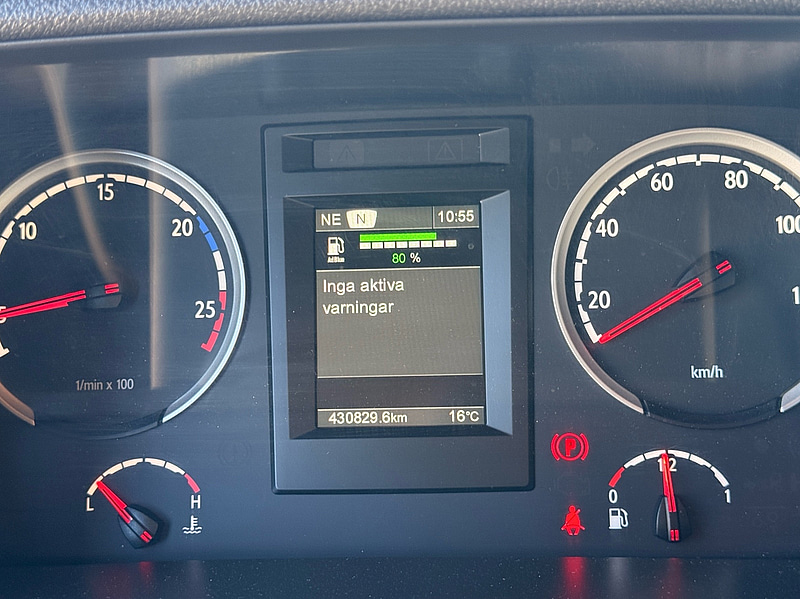 NE N 10:55
AdBlue
80 %
Inga aktiva
varningar
430829.6km 16°C
10
15
20
25
1/min x 100
20
40
60
80
100
km/h
L H
P
0 1/2 1